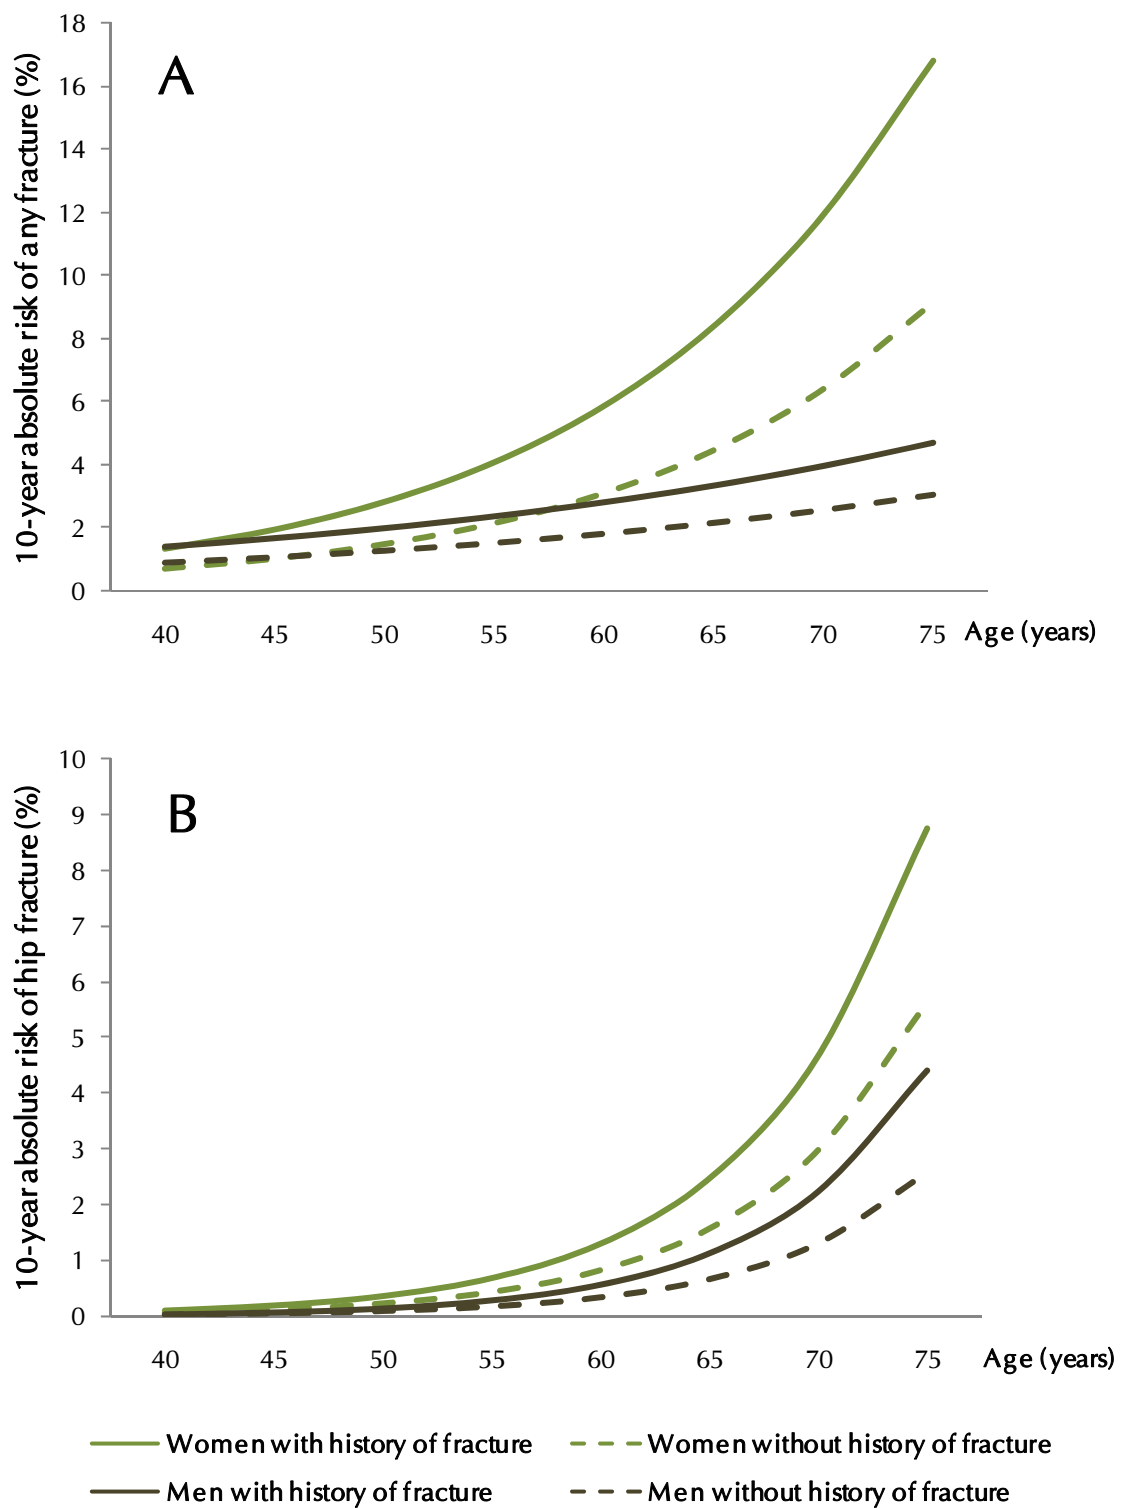 18
A
16
14
12
10
8
6
4
2
0
10-year absolute risk of any fracture (%)
40 45 50 55 60 65 70 75 Age (years)
10
B
9
8
7
6
5
4
3
2
1
0
10-year absolute risk of hip fracture (%)
40 45 50 55 60 65 70 75 Age (years)
Women with history of fracture Women without history of fracture
Men with history of fracture Men without history of fracture